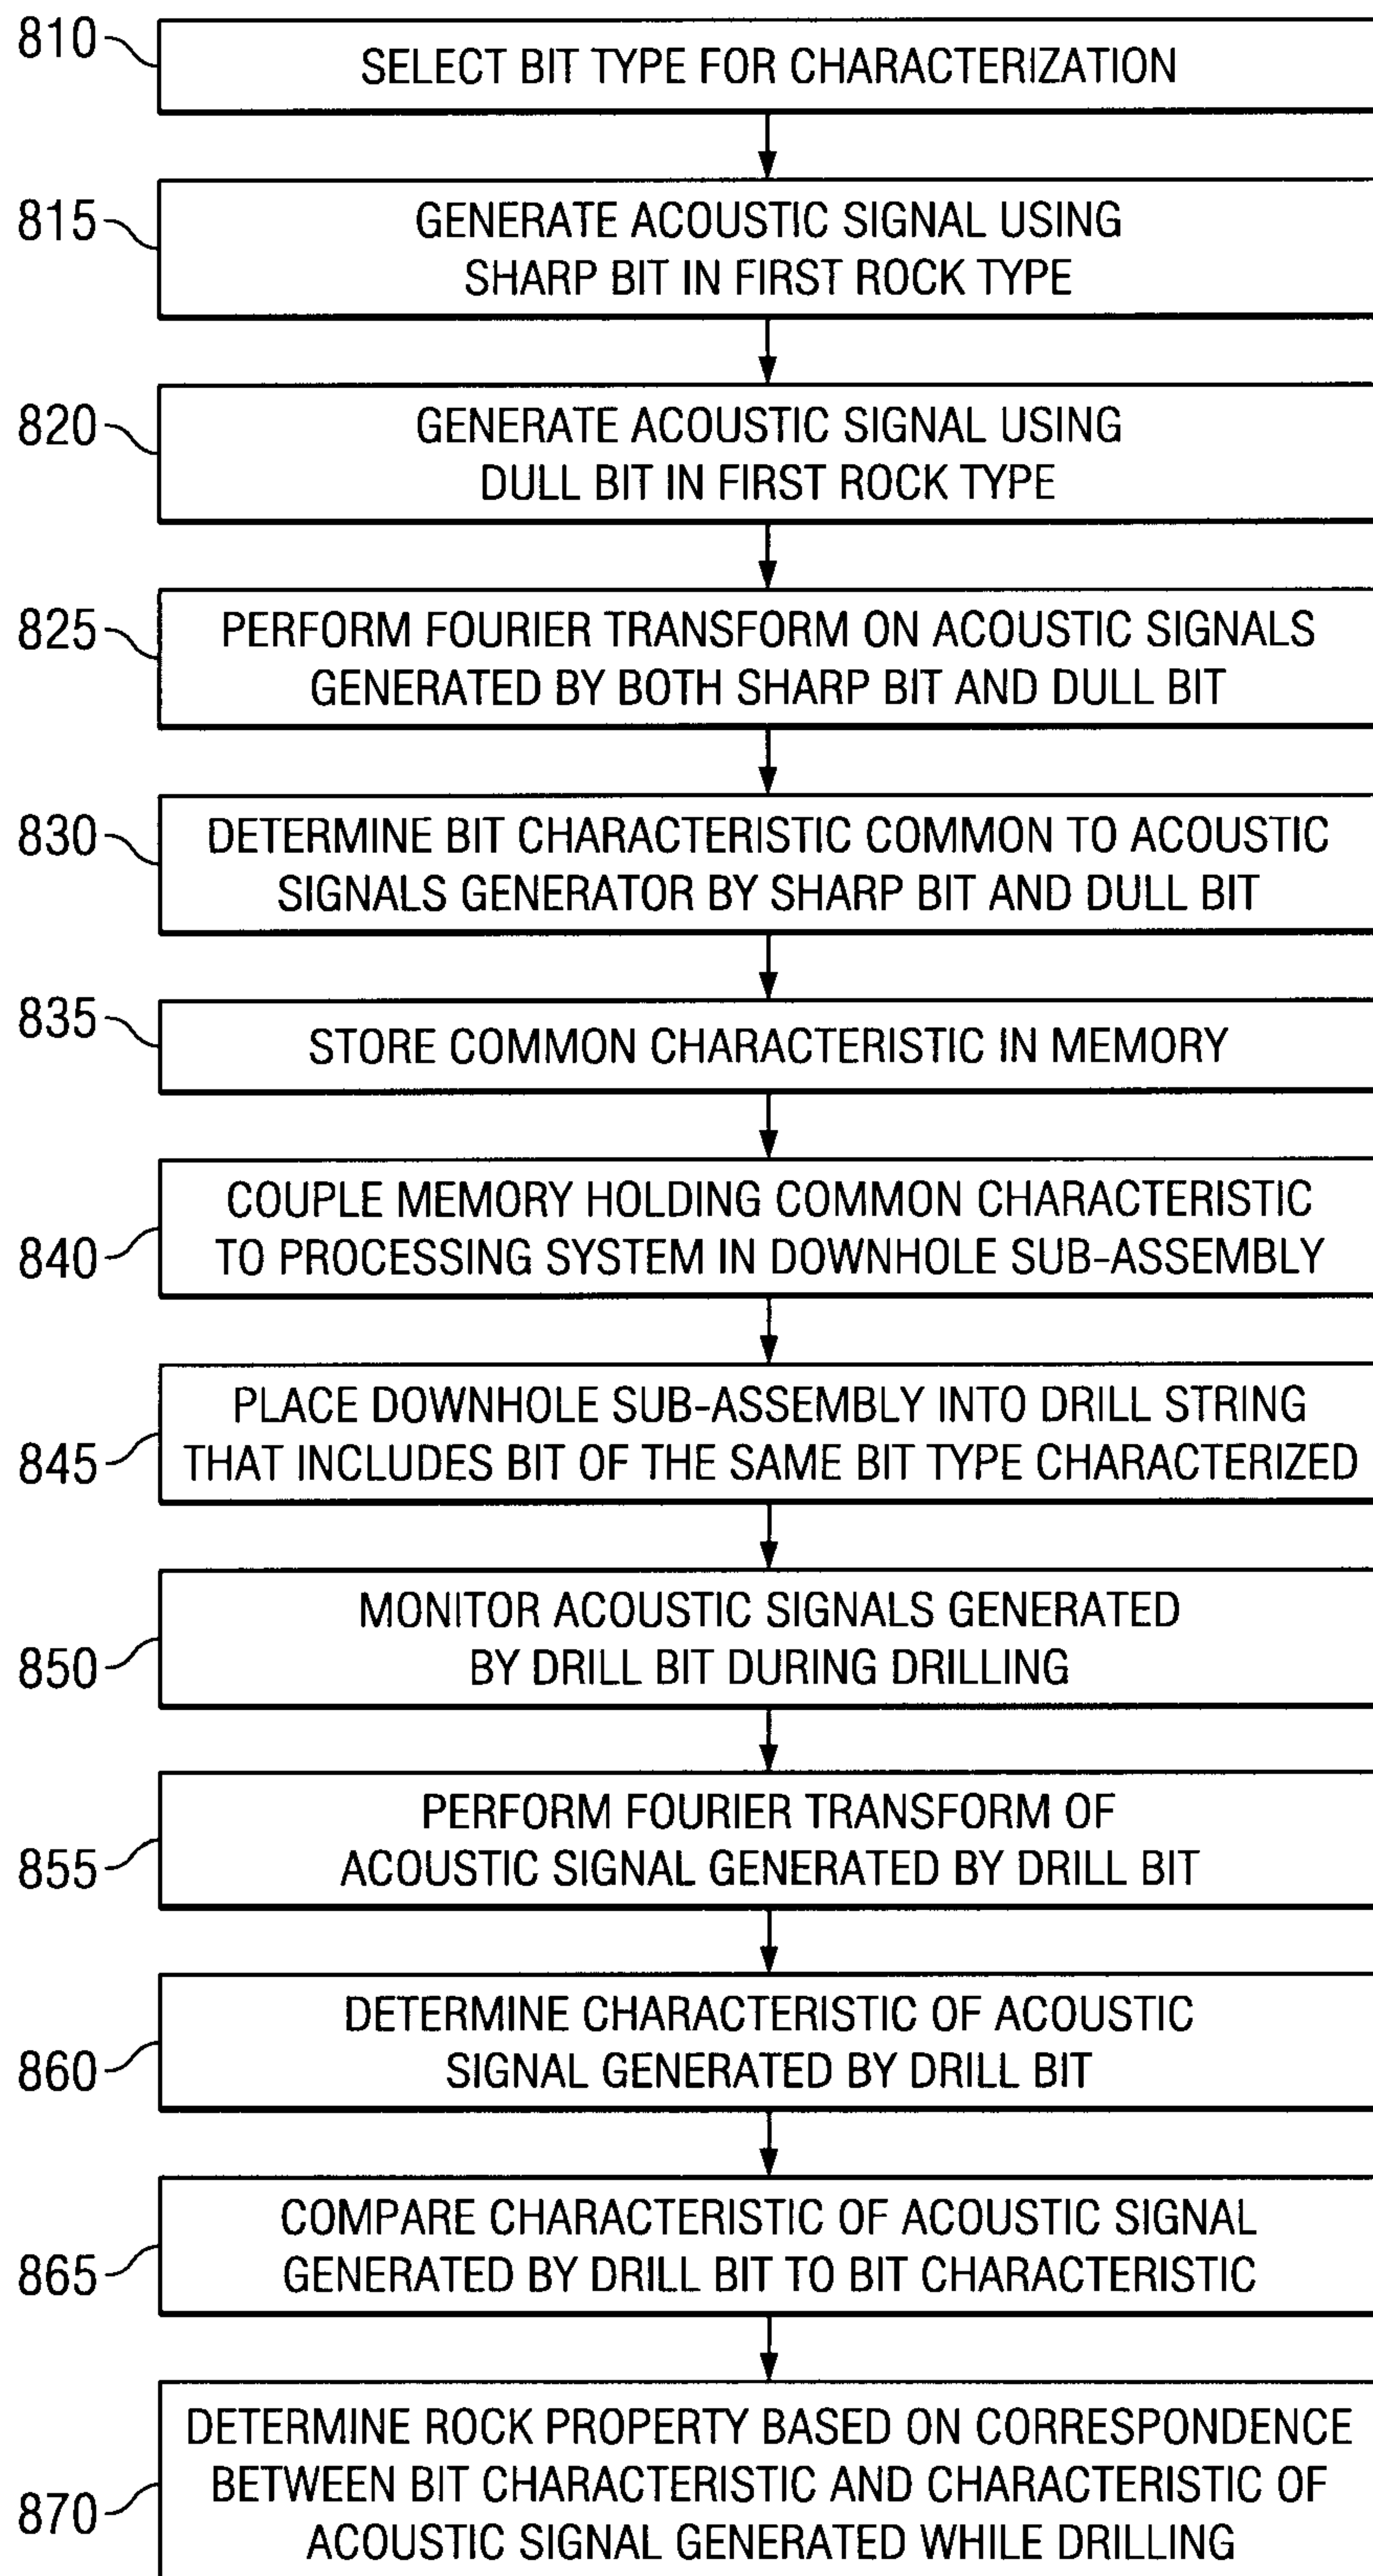 810
SELECT BIT TYPE FOR CHARACTERIZATION
815
GENERATE ACOUSTIC SIGNAL USING
SHARP BIT IN FIRST ROCK TYPE
820
GENERATE ACOUSTIC SIGNAL USING
DULL BIT IN FIRST ROCK TYPE
825
PERFORM FOURIER TRANSFORM ON ACOUSTIC SIGNALS
GENERATED BY BOTH SHARP BIT AND DULL BIT
830
DETERMINE BIT CHARACTERISTIC COMMON TO ACOUSTIC
SIGNALS GENERATOR BY SHARP BIT AND DULL BIT
835
STORE COMMON CHARACTERISTIC IN MEMORY
840
COUPLE MEMORY HOLDING COMMON CHARACTERISTIC
TO PROCESSING SYSTEM IN DOWNHOLE SUB-ASSEMBLY
845
PLACE DOWNHOLE SUB-ASSEMBLY INTO DRILL STRING
THAT INCLUDES BIT OF THE SAME BIT TYPE CHARACTERIZED
850
MONITOR ACOUSTIC SIGNALS GENERATED
BY DRILL BIT DURING DRILLING
855
PERFORM FOURIER TRANSFORM OF
ACOUSTIC SIGNAL GENERATED BY DRILL BIT
860
DETERMINE CHARACTERISTIC OF ACOUSTIC
SIGNAL GENERATED BY DRILL BIT
865
COMPARE CHARACTERISTIC OF ACOUSTIC SIGNAL
GENERATED BY DRILL BIT TO BIT CHARACTERISTIC
870
DETERMINE ROCK PROPERTY BASED ON CORRESPONDENCE
BETWEEN BIT CHARACTERISTIC AND CHARACTERISTIC OF
ACOUSTIC SIGNAL GENERATED WHILE DRILLING